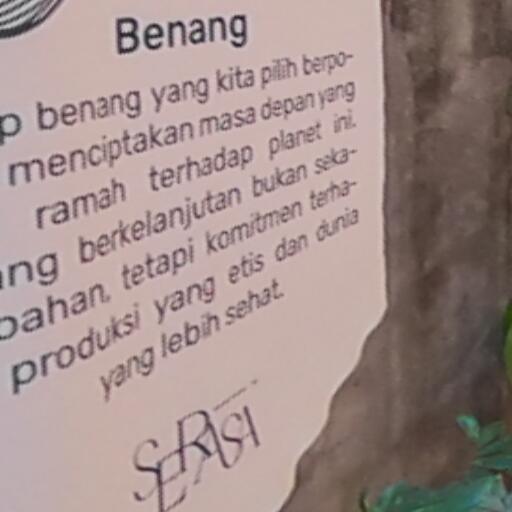 Benang
benang yang kita pilih berpo-
menciptakan masa depan yang
ramah terhadap planet ini.
berkelanjutan bukan seka-
bahan, tetapi komitmen terha-
produksi yang etis dan dunia
yang lebih sehat.
SERASI